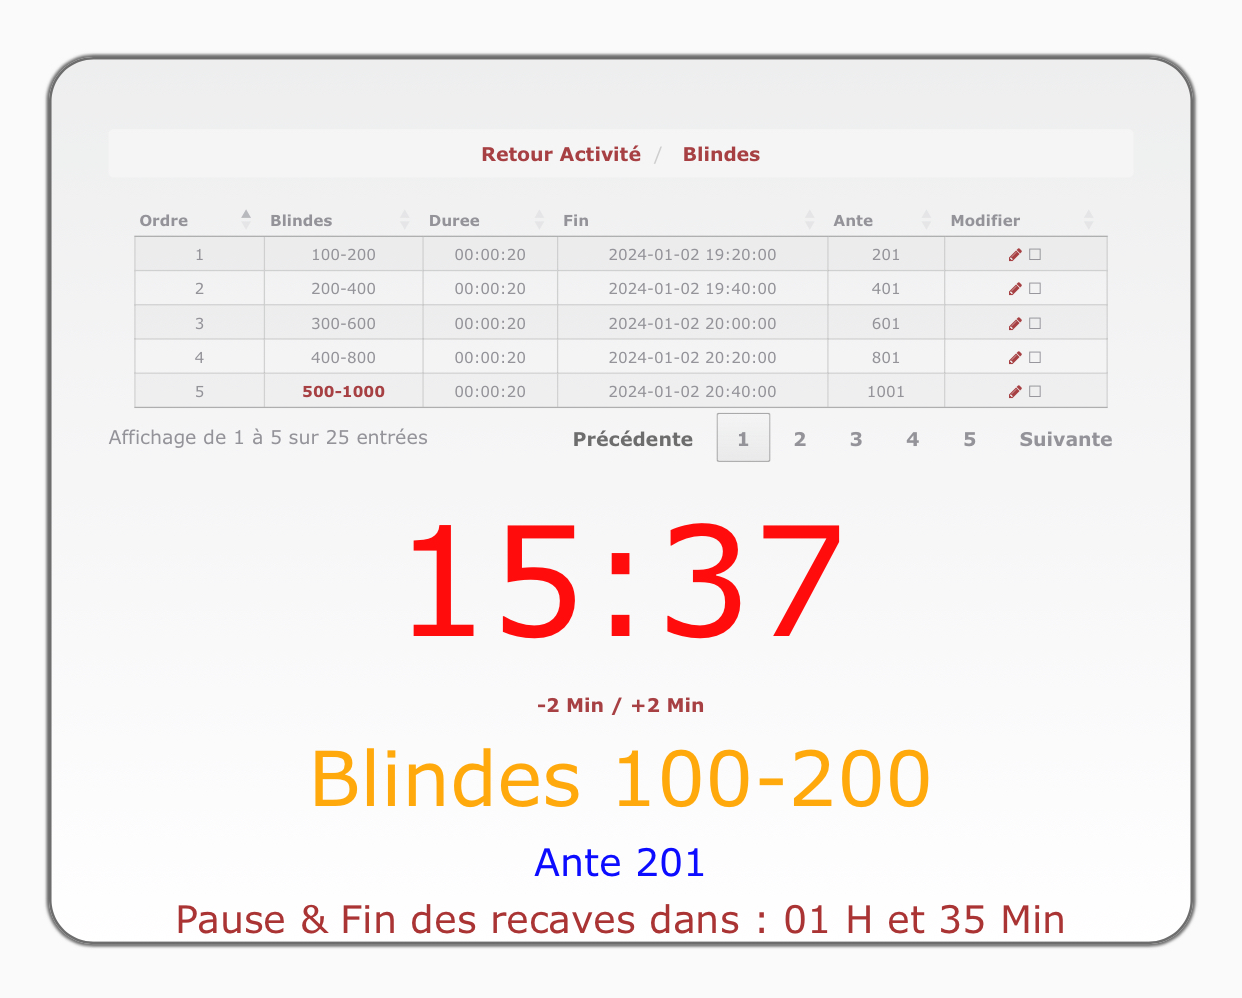 Retour Activité / Blindes
Ordre Blindes Duree Fin Ante Modifier
1 100-200 00:00:20 2024-01-02 19:20:00 201
2 200-400 00:00:20 2024-01-02 19:40:00 401
3 300-600 00:00:20 2024-01-02 20:00:00 601
4 400-800 00:00:20 2024-01-02 20:20:00 801
5 500-1000 00:00:20 2024-01-02 20:40:00 1001
Affichage de 1 à 5 sur 25 entrées Précédente 1 2 3 4 5 Suivante
15:37
-2 Min / +2 Min
Blindes 100-200
Ante 201
Pause & Fin des recaves dans : 01 H et 35 Min